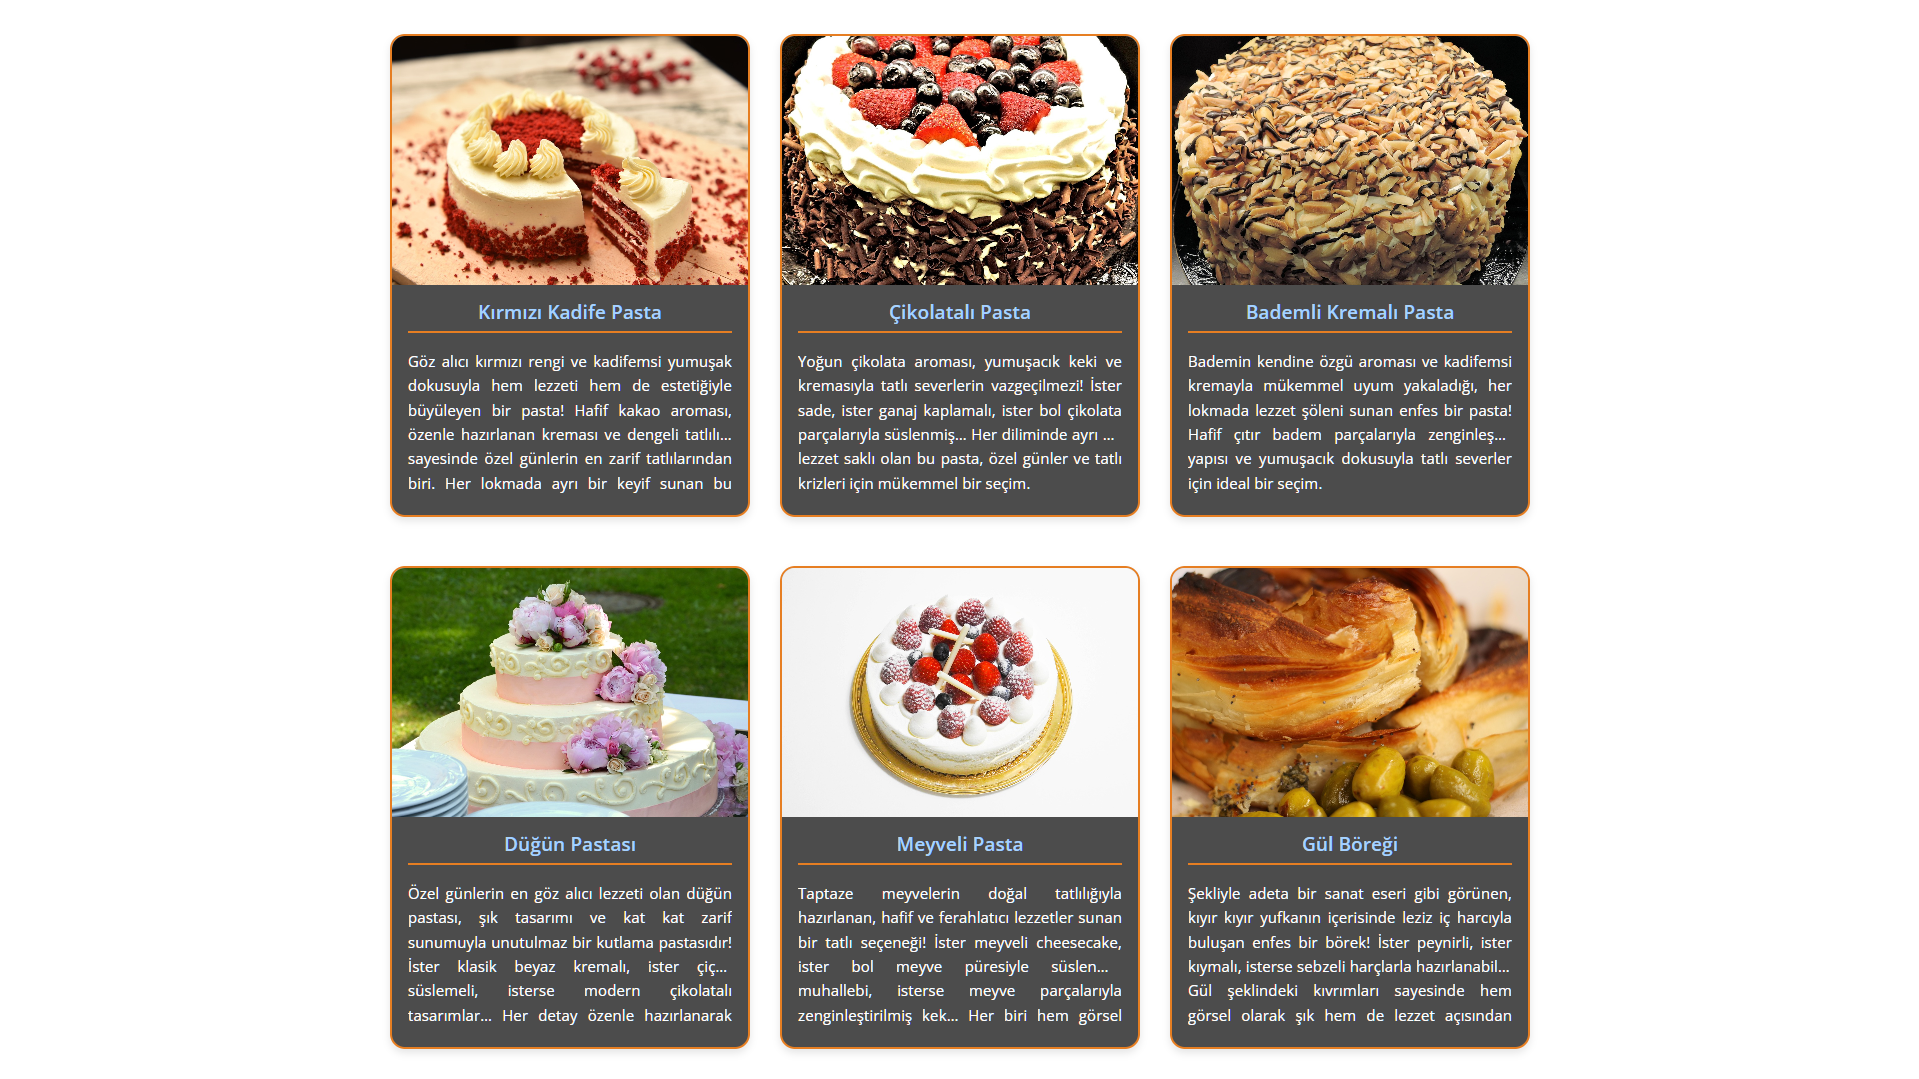 Kırmızı Kadife Pasta
Göz alıcı kırmızı rengi ve kadifemsi yumuşak
dokusuyla hem lezzeti hem de estetiğiyle
büyüleyen bir pasta! Hafif kakao aroması,
özenle hazırlanan kreması ve dengeli tatlılı...
sayesinde özel günlerin en zarif tatlılarından
biri. Her lokmada ayrı bir keyif sunan bu
Çikolatalı Pasta
Yoğun çikolata aroması, yumuşacık keki ve
kremasıyla tatlı severlerin vazgeçilmezi! İster
sade, ister ganaj kaplamalı, ister bol çikolata
parçalarıyla süslenmiş... Her diliminde ayrı ...
lezzet saklı olan bu pasta, özel günler ve tatlı
krizleri için mükemmel bir seçim.
Bademli Kremalı Pasta
Bademin kendine özgü aroması ve kadifemsi
kremayla mükemmel uyum yakaladığı, her
lokmada lezzet şöleni sunan enfes bir pasta!
Hafif çıtır badem parçalarıyla zenginleş...
yapısı ve yumuşacık dokusuyla tatlı severler
için ideal bir seçim.
Düğün Pastası
Özel günlerin en göz alıcı lezzeti olan düğün
pastası, şık tasarımı ve kat kat zarif
sunumuyla unutulmaz bir kutlama pastasıdır!
İster klasik beyaz kremalı, ister çiç...
süslemeli, isterse modern çikolatalı
tasarımlar... Her detay özenle hazırlanarak
Meyveli Pasta
Taptaze meyvelerin doğal tatlılığıyla
hazırlanan, hafif ve ferahlatıcı lezzetler sunan
bir tatlı seçeneği! İster meyveli cheesecake,
ister bol meyve püresiyle süslen...
muhallebi, isterse meyve parçalarıyla
zenginleştirilmiş kek... Her biri hem görsel
Gül Böreği
Şekliyle adeta bir sanat eseri gibi görünen,
kıyır kıyır yufkanın içerisinde leziz iç harcıyla
buluşan enfes bir börek! İster peynirli, ister
kıymalı, isterse sebzeli harçlarla hazırlanabil...
Gül şeklindeki kıvrımları sayesinde hem
görsel olarak şık hem de lezzet açısından